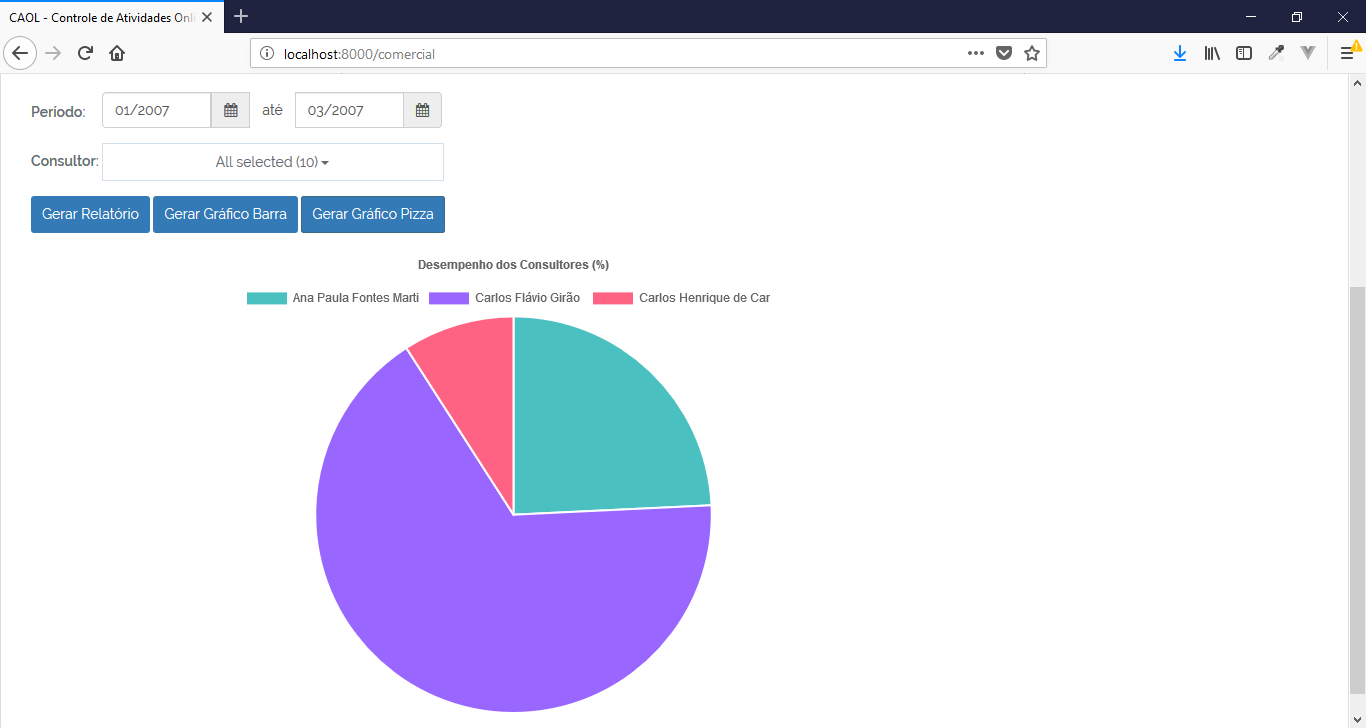 CAOL - Controle de Atividades Onli
localhost:8000/comercial
Período: 01/2007 até 03/2007
Consultor: All selected (10)
Gerar Relatório Gerar Gráfico Barra Gerar Gráfico Pizza
Desempenho dos Consultores (%)
Ana Paula Fontes Marti Carlos Flávio Girão Carlos Henrique de Car